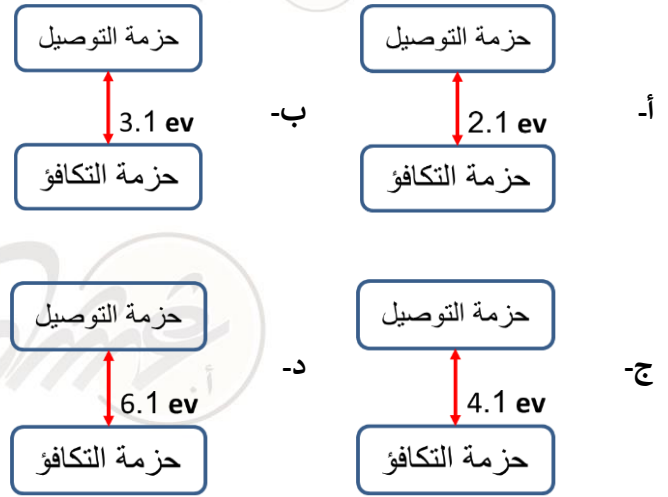 أ-
حزمة التوصيل
2.1 ev
حزمة التكافؤ
ب-
حزمة التوصيل
3.1 ev
حزمة التكافؤ
ج-
حزمة التوصيل
4.1 ev
حزمة التكافؤ
د-
حزمة التوصيل
6.1 ev
حزمة التكافؤ